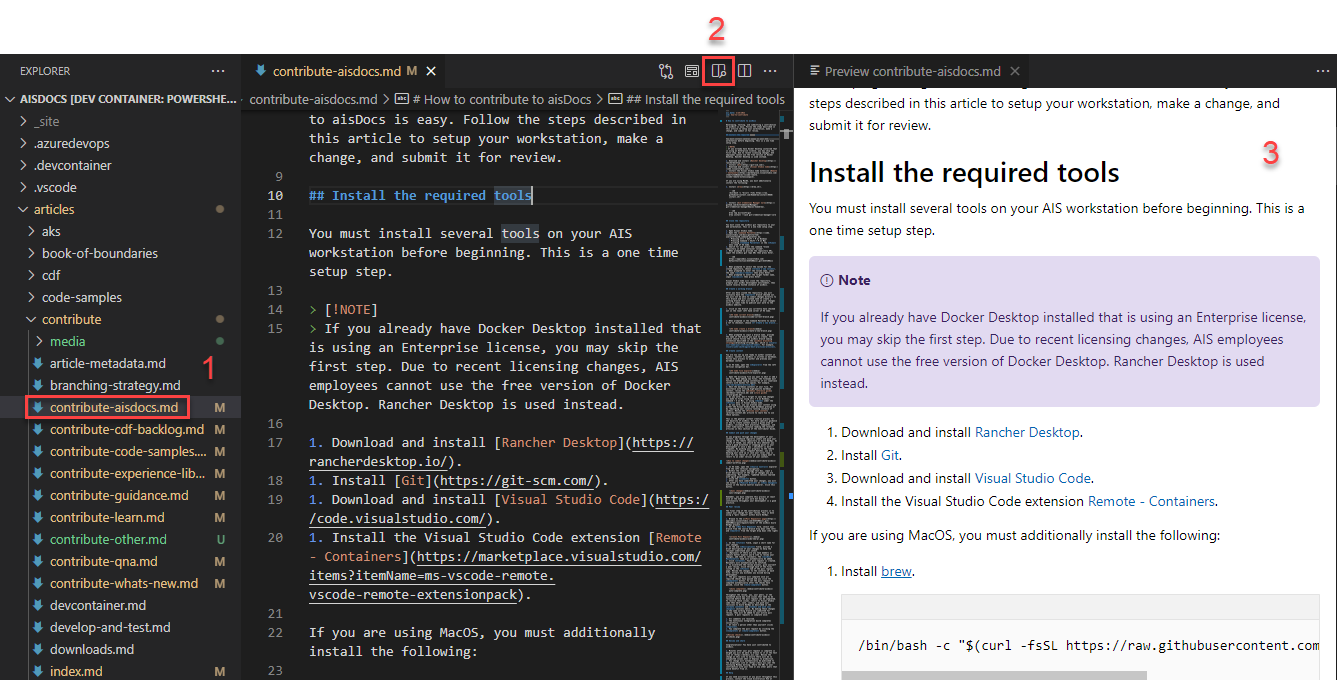 2
EXPLORER
AISDOCS [DEV CONTAINER: POWERSHE...
_site
.azuredevops
.devcontainer
.vscode
articles
aks
book-of-boundaries
cdf
code-samples
contribute
media
article-metadata.md
1
branching-strategy.md
contribute-aisdocs.md M
contribute-cdf-backlog.md M
contribute-code-samples.... M
contribute-experience-lib... M
contribute-guidance.md M
contribute-learn.md M
contribute-other.md U
contribute-qna.md M
contribute-whats-new.md M
devcontainer.md
develop-and-test.md
downloads.md
index.md M
contribute-aisdocs.md M
contribute-aisdocs.md > # How to contribute to aisDocs > ## Install the required tools
to aisDocs is easy. Follow the steps described in
this article to setup your workstation, make a
change, and submit it for review.
9
10 ## Install the required tools
11
12 You must install several tools on your AIS
workstation before beginning. This is a one time
setup step.
13
14 > [!NOTE]
15 > If you already have Docker Desktop installed that
is using an Enterprise license, you may skip the
first step. Due to recent licensing changes, AIS
employees cannot use the free version of Docker
Desktop. Rancher Desktop is used instead.
16
17 1. Download and install [Rancher Desktop](https://
rancherdesktop.io/).
18 1. Install [Git](https://git-scm.com/).
19 1. Download and install [Visual Studio Code](https:/
/code.visualstudio.com/).
20 1. Install the Visual Studio Code extension [Remote
- Containers](https://marketplace.visualstudio.com/
items?itemName=ms-vscode-remote.
vscode-remote-extensionpack).
21
22 If you are using MacOS, you must additionally
install the following:
23
Preview contribute-aisdocs.md
steps described in this article to setup your workstation, make a change, and
submit it for review.
3
Install the required tools
You must install several tools on your AIS workstation before beginning. This is a
one time setup step.
Note
If you already have Docker Desktop installed that is using an Enterprise license,
you may skip the first step. Due to recent licensing changes, AIS employees
cannot use the free version of Docker Desktop. Rancher Desktop is used
instead.
1. Download and install Rancher Desktop.
2. Install Git.
3. Download and install Visual Studio Code.
4. Install the Visual Studio Code extension Remote - Containers.
If you are using MacOS, you must additionally install the following:
1. Install brew.
/bin/bash -c "$(curl -fsSL https://raw.githubusercontent.com